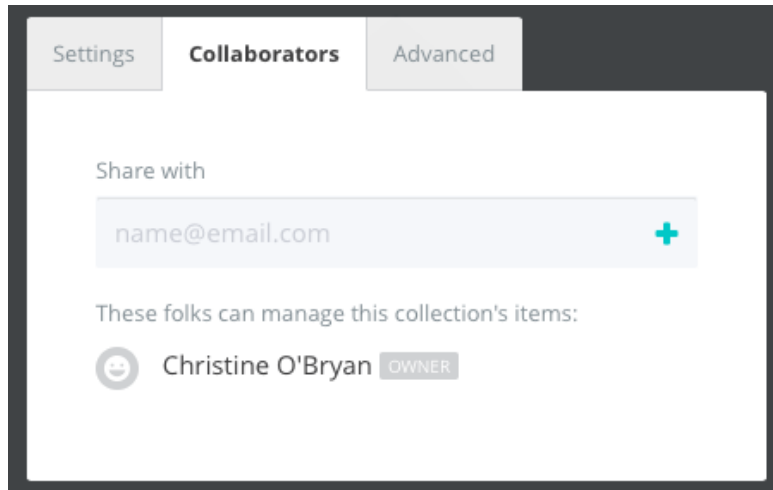 Settings Collaborators Advanced
Share with
name@email.com
These folks can manage this collection's items:
Christine O'Bryan OWNER